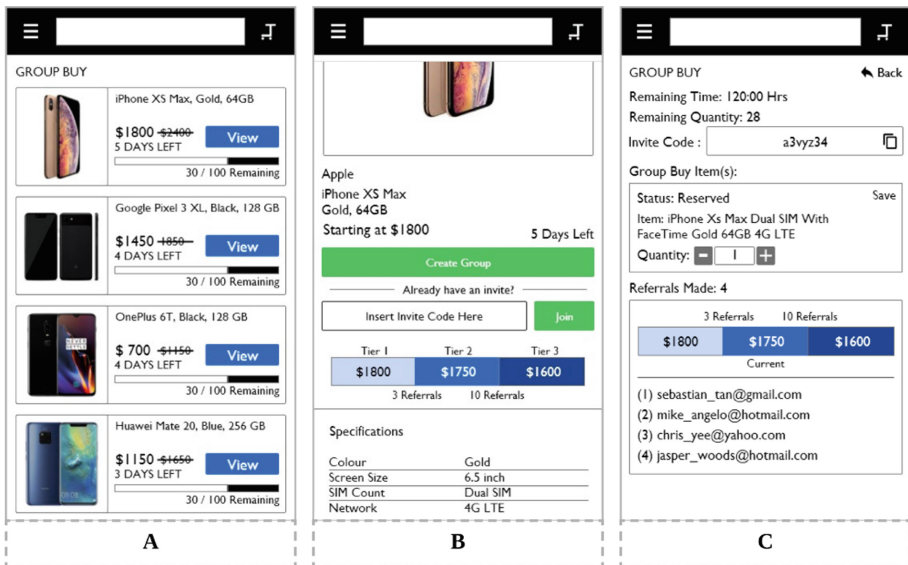 GROUP BUY
iPhone XS Max, Gold, 64GB
$1800 $2400
View
5 DAYS LEFT
30 / 100 Remaining
Google Pixel 3 XL, Black, 128 GB
$1450 1850
View
4 DAYS LEFT
30 / 100 Remaining
OnePlus 6T, Black, 128 GB
$ 700 $1150
View
4 DAYS LEFT
30 / 100 Remaining
Huawei Mate 20, Blue, 256 GB
$1150 $1650
View
3 DAYS LEFT
30 / 100 Remaining
A
Apple
iPhone XS Max
Gold, 64GB
Starting at $1800
5 Days Left
Create Group
Already have an invite?
Insert Invite Code Here
Join
Tier 1 Tier 2 Tier 3
$1800 $1750 $1600
3 Referrals 10 Referrals
Specifications
Colour Gold
Screen Size 6.5 inch
SIM Count Dual SIM
Network 4G LTE
B
GROUP BUY
Back
Remaining Time: 120:00 Hrs
Remaining Quantity: 28
Invite Code : a3vyz34
Group Buy Item(s):
Status: Reserved
Save
Item: iPhone Xs Max Dual SIM With
FaceTime Gold 64GB 4G LTE
Quantity: - 1 +
Referrals Made: 4
3 Referrals 10 Referrals
$1800 $1750 $1600
Current
(1) sebastian_tan@gmail.com
(2) mike_angelo@hotmail.com
(3) chris_yee@yahoo.com
(4) jasper_woods@hotmail.com
C